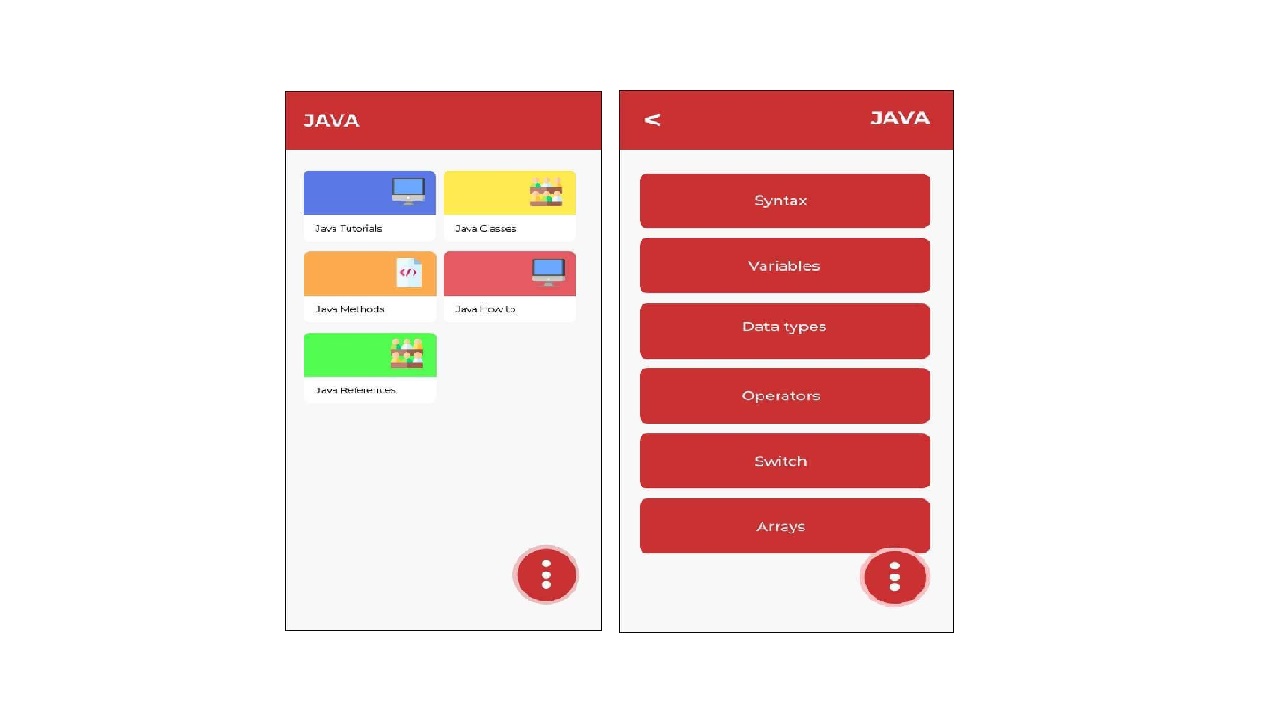 JAVA
Java Tutorials
Java Classes
Java Methods
Java How to
Java References
< JAVA
Syntax
Variables
Data types
Operators
Switch
Arrays